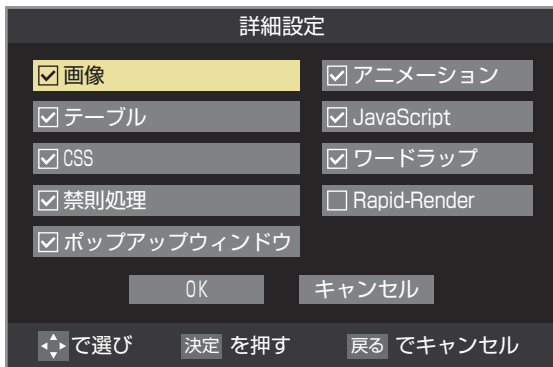 詳細設定
画像
アニメーション
テーブル
JavaScript
CSS
ワードラップ
禁則処理
Rapid-Render
ポップアップウィンドウ
OK キャンセル
で選び 決定 を押す 戻る でキャンセル